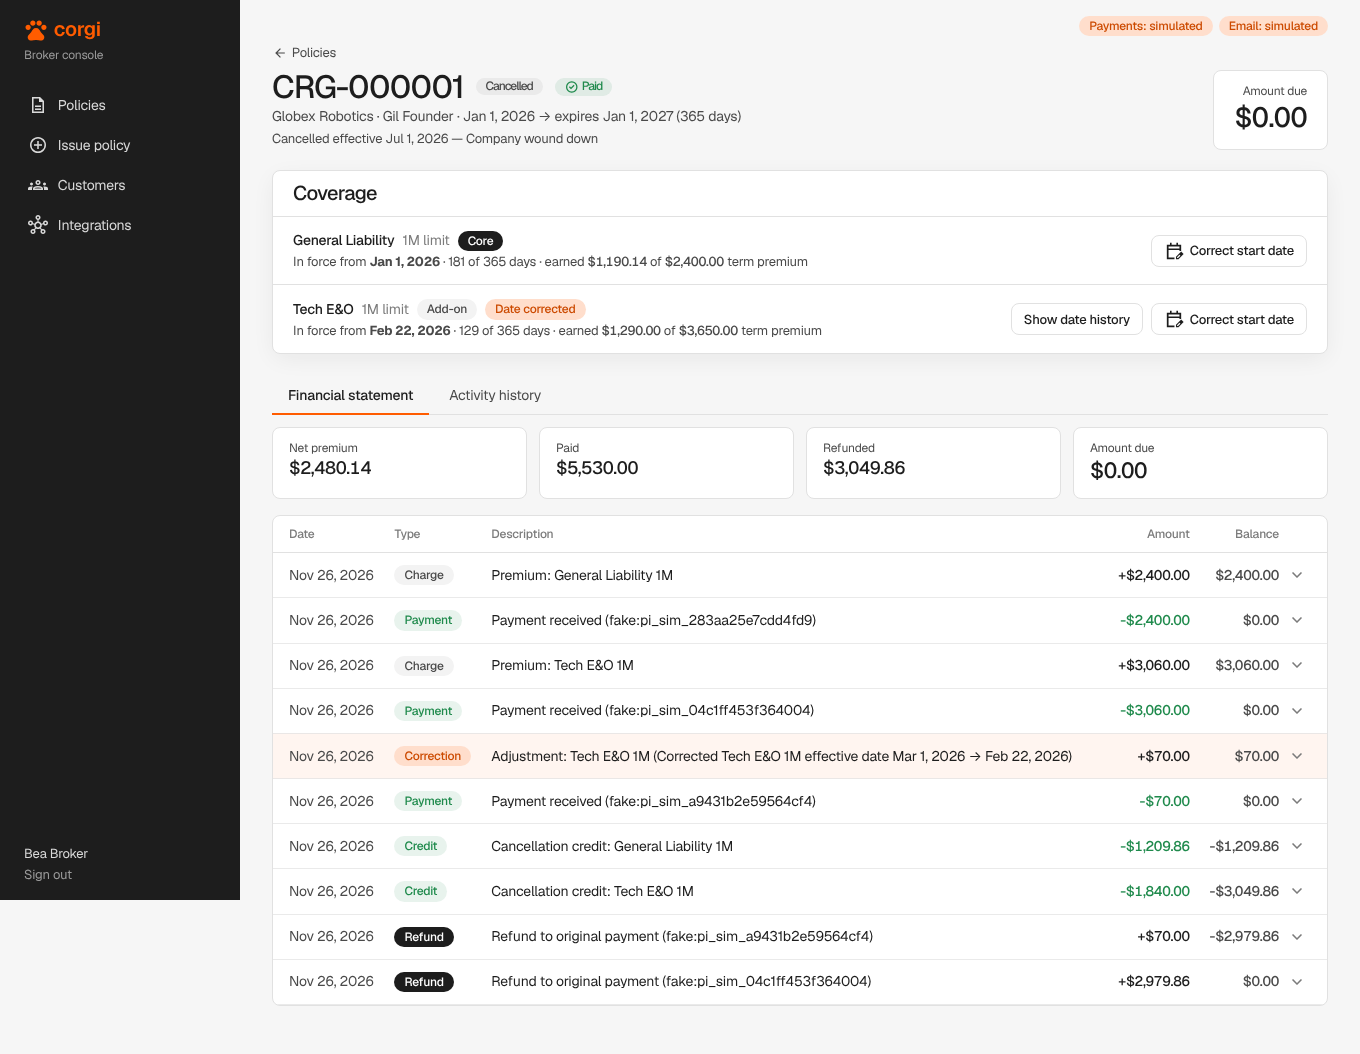 corgi
Broker console
Policies
Issue policy
Customers
Integrations
Bea Broker
Sign out
Payments: simulated
Email: simulated
← Policies
CRG-000001 Cancelled Paid
Globex Robotics · Gil Founder · Jan 1, 2026 → expires Jan 1, 2027 (365 days)
Cancelled effective Jul 1, 2026 — Company wound down
Amount due
$0.00
Coverage
General Liability 1M limit Core
In force from Jan 1, 2026 · 181 of 365 days · earned $1,190.14 of $2,400.00 term premium
Correct start date
Tech E&O 1M limit Add-on Date corrected
In force from Feb 22, 2026 · 129 of 365 days · earned $1,290.00 of $3,650.00 term premium
Show date history
Correct start date
Financial statement Activity history
Net premium
$2,480.14
Paid
$5,530.00
Refunded
$3,049.86
Amount due
$0.00
Date Type Description Amount Balance
Nov 26, 2026 Charge Premium: General Liability 1M +$2,400.00 $2,400.00
Nov 26, 2026 Payment Payment received (fake:pi_sim_283aa25e7cdd4fd9) -$2,400.00 $0.00
Nov 26, 2026 Charge Premium: Tech E&O 1M +$3,060.00 $3,060.00
Nov 26, 2026 Payment Payment received (fake:pi_sim_04c1ff453f364004) -$3,060.00 $0.00
Nov 26, 2026 Correction Adjustment: Tech E&O 1M (Corrected Tech E&O 1M effective date Mar 1, 2026 → Feb 22, 2026) +$70.00 $70.00
Nov 26, 2026 Payment Payment received (fake:pi_sim_a9431b2e59564cf4) -$70.00 $0.00
Nov 26, 2026 Credit Cancellation credit: General Liability 1M -$1,209.86 -$1,209.86
Nov 26, 2026 Credit Cancellation credit: Tech E&O 1M -$1,840.00 -$3,049.86
Nov 26, 2026 Refund Refund to original payment (fake:pi_sim_a9431b2e59564cf4) +$70.00 -$2,979.86
Nov 26, 2026 Refund Refund to original payment (fake:pi_sim_04c1ff453f364004) +$2,979.86 $0.00